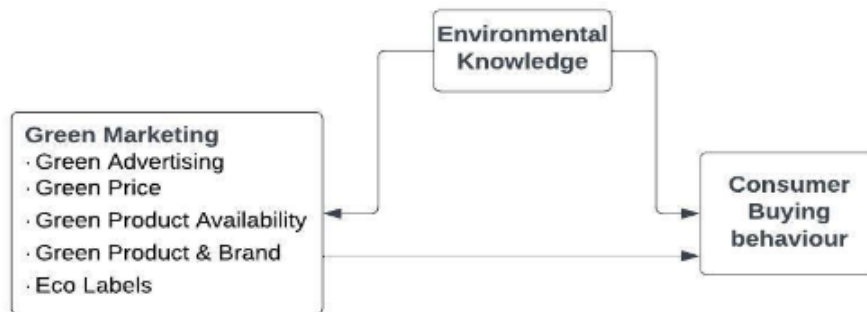 Environmental
Knowledge
Green Marketing
· Green Advertising
· Green Price
· Green Product Availability
· Green Product & Brand
· Eco Labels
Consumer
Buying
behaviour